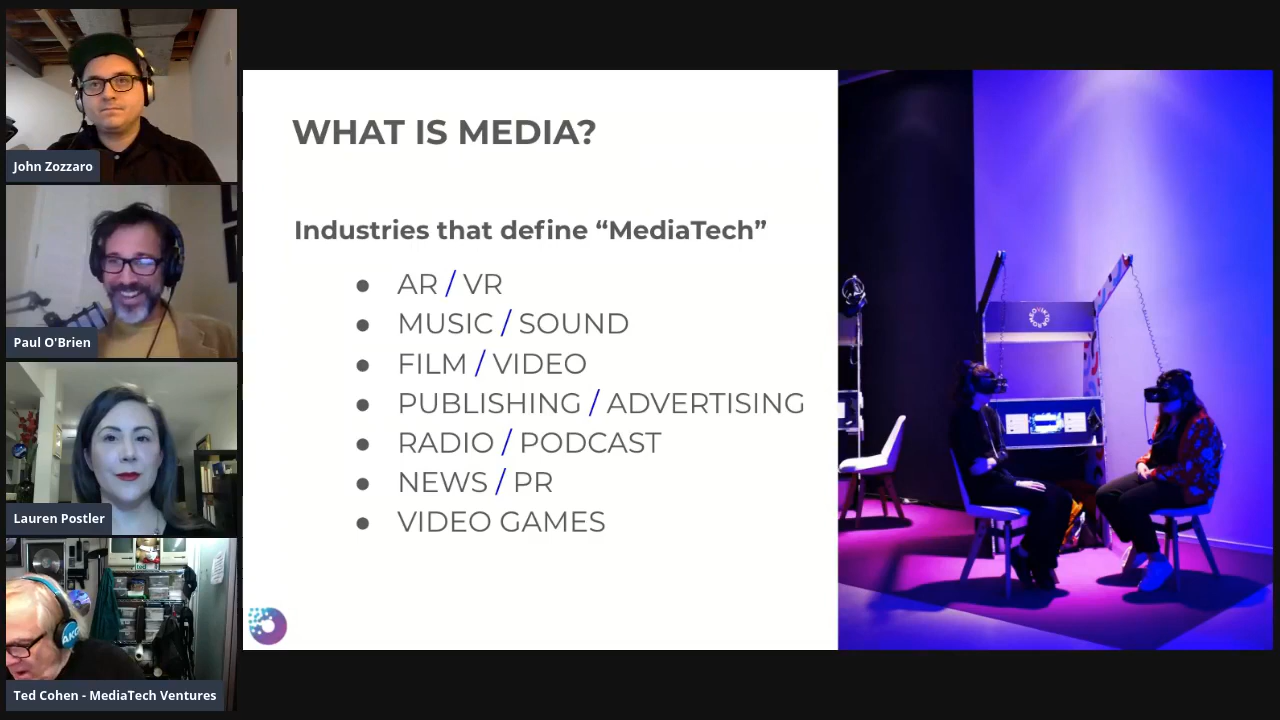 John Zozzaro
Paul O'Brien
Lauren Postler
AKG
Ted Cohen - MediaTech Ventures
WHAT IS MEDIA?
Industries that define “MediaTech”
● AR / VR
● MUSIC / SOUND
● FILM / VIDEO
● PUBLISHING / ADVERTISING
● RADIO / PODCAST
● NEWS / PR
● VIDEO GAMES